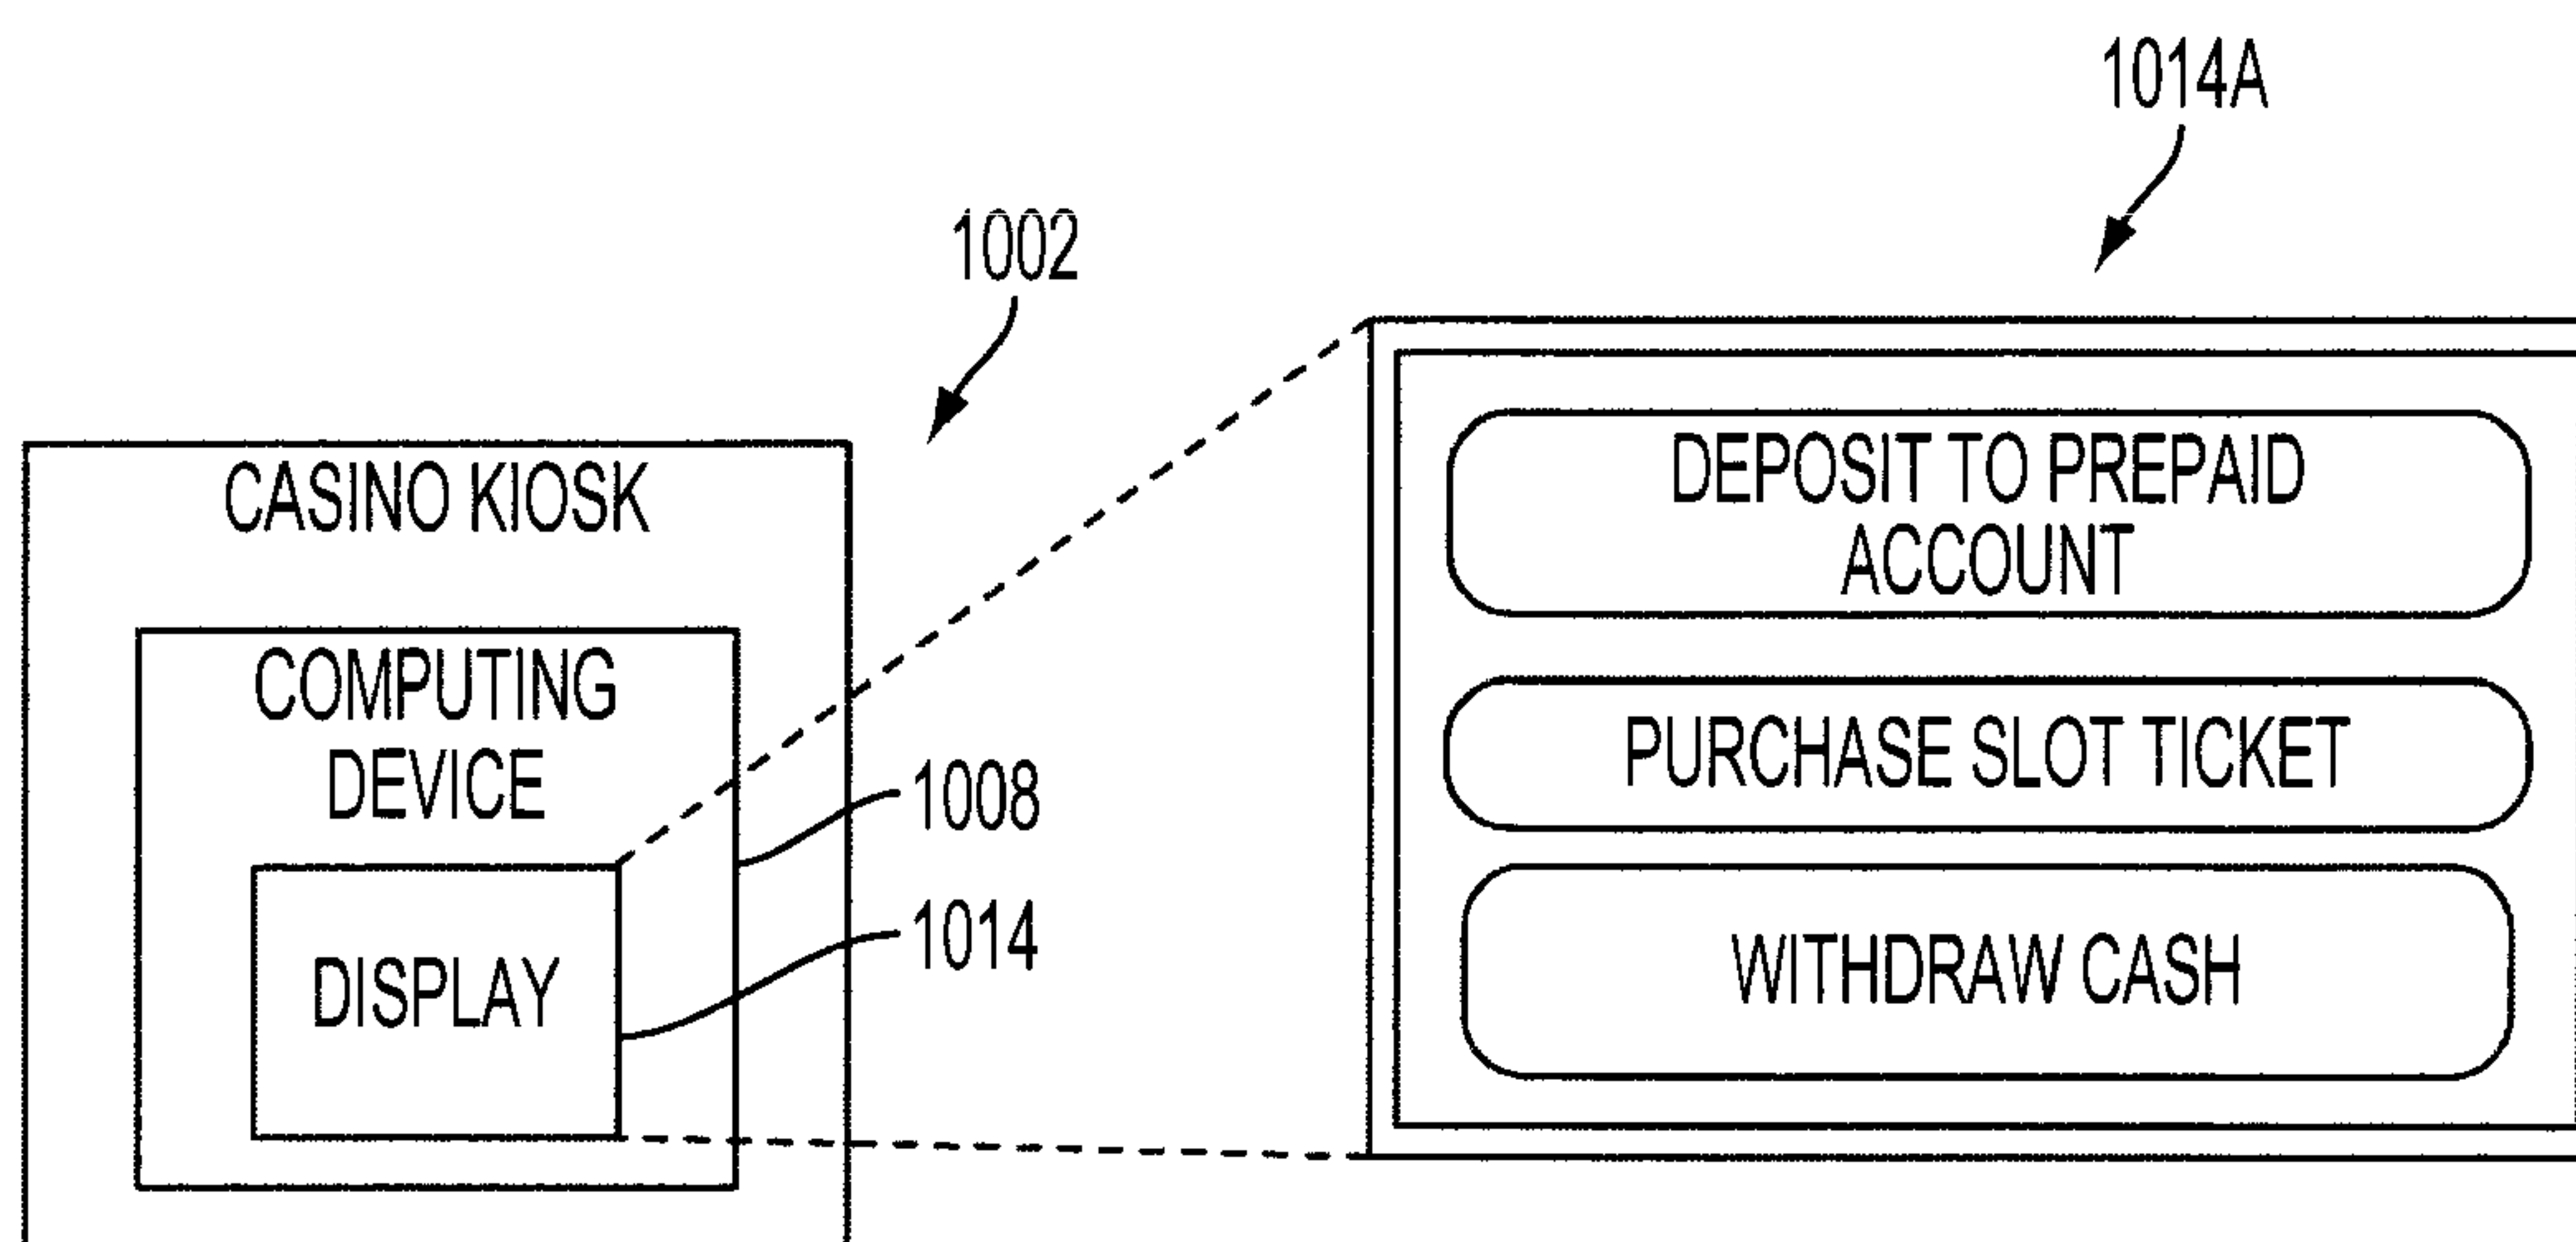 1014A
1002
CASINO KIOSK
COMPUTING
DEVICE
1008
DISPLAY
1014
DEPOSIT TO PREPAID
ACCOUNT
PURCHASE SLOT TICKET
WITHDRAW CASH